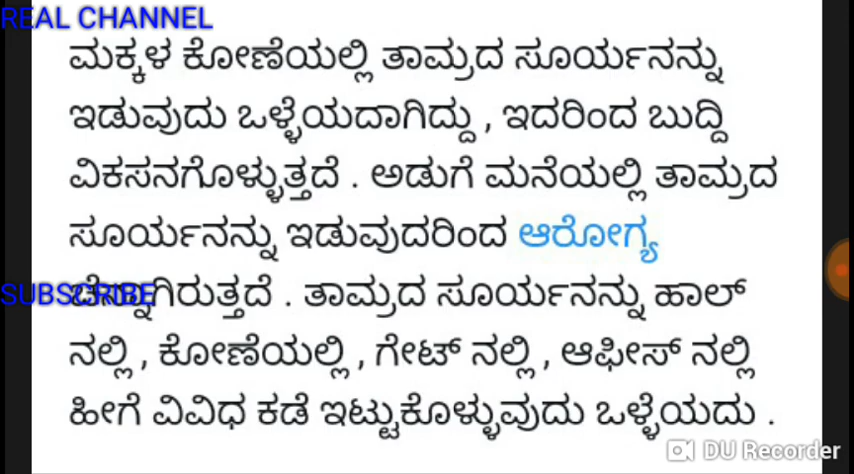 REAL CHANNEL
ಮಕ್ಕಳ ಕೋಣೆಯಲ್ಲಿ ತಾಮ್ರದ ಸೂರ್ಯನನ್ನು
ಇಡುವುದು ಒಳ್ಳೆಯದಾಗಿದ್ದು , ಇದರಿಂದ ಬುದ್ದಿ
ವಿಕಸನಗೊಳ್ಳುತ್ತದೆ . ಅಡುಗೆ ಮನೆಯಲ್ಲಿ ತಾಮ್ರದ
ಸೂರ್ಯನನ್ನು ಇಡುವುದರಿಂದ ಆರೋಗ್ಯ
SUBSCRIBE
ಚೆನ್ನಾಗಿರುತ್ತದೆ . ತಾಮ್ರದ ಸೂರ್ಯನನ್ನು ಹಾಲ್
ನಲ್ಲಿ , ಕೋಣೆಯಲ್ಲಿ , ಗೇಟ್ ನಲ್ಲಿ , ಆಫೀಸ್ ನಲ್ಲಿ
ಹೀಗೆ ವಿವಿಧ ಕಡೆ ಇಟ್ಟುಕೊಳ್ಳುವುದು ಒಳ್ಳೆಯದು .
DU Recorder